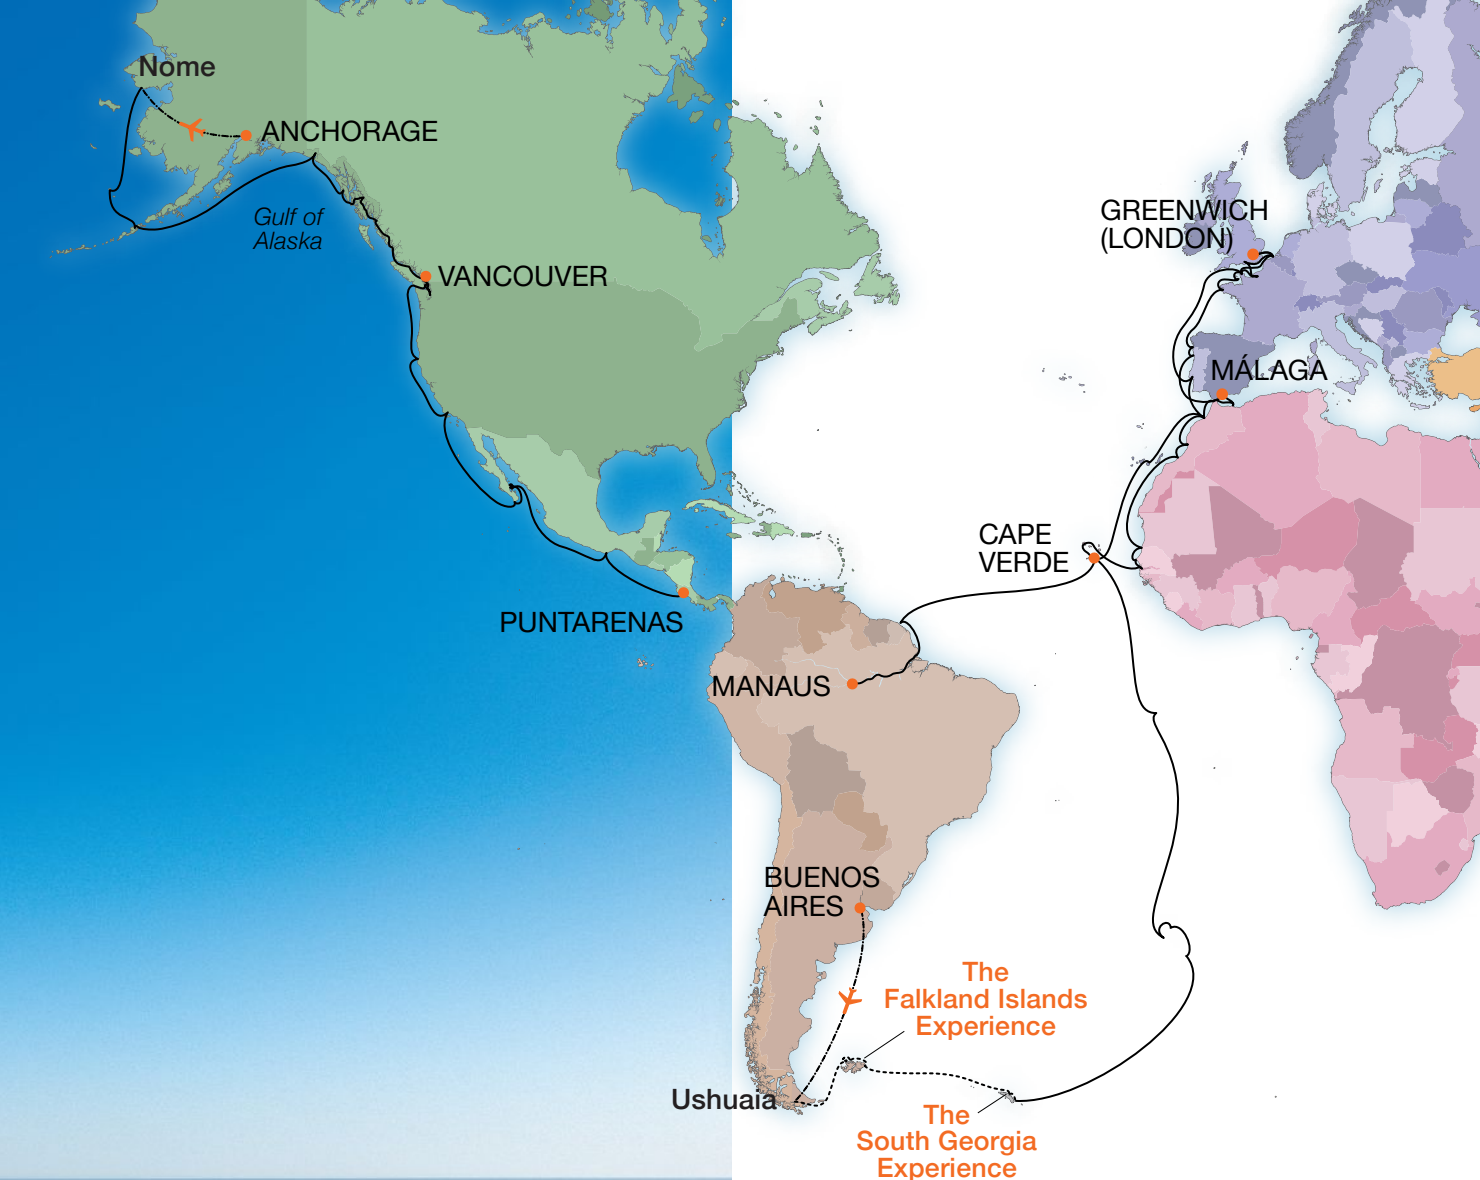 Nome
ANCHORAGE
Gulf of
Alaska
VANCOUVER
GREENWICH
(LONDON)
MÁLAGA
CAPE
VERDE
PUNTARENAS
MANAUS
BUENOS
AIRES
The
Falkland Islands
Experience
Ushuaia
The
South Georgia
Experience